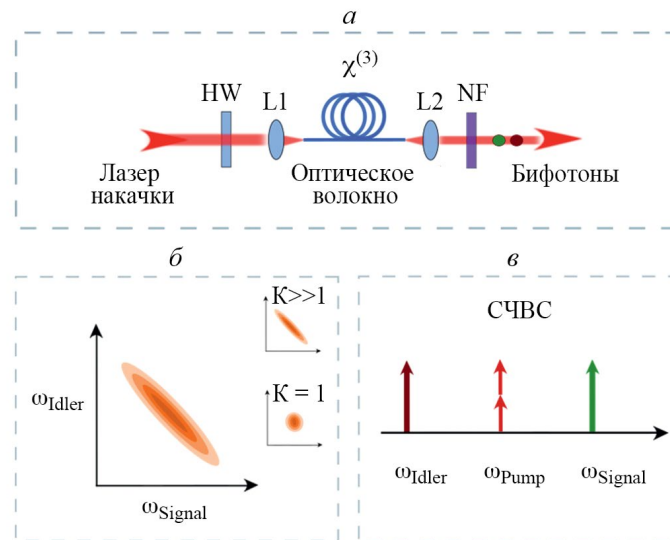 а
χ(3)
HW
L1
L2
NF
Лазер
накачки
Оптическое
волокно
Бифотоны
б
K>>1
K = 1
ωIdler
ωSignal
в
СЧВС
ωIdler
ωPump
ωSignal